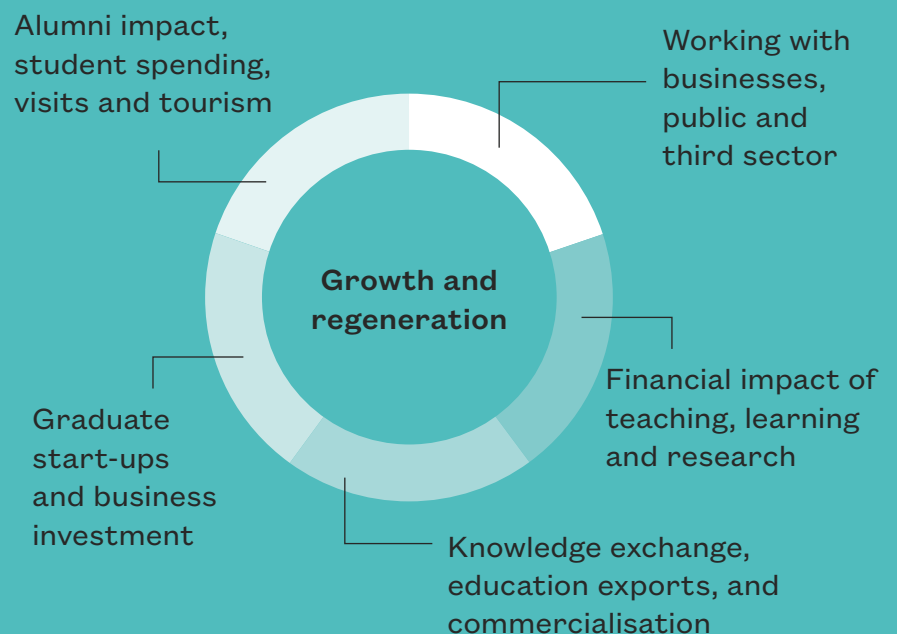 Alumni impact,
student spending,
visits and tourism
Working with
businesses,
public and
third sector
Growth and
regeneration
Financial impact of
teaching, learning
and research
Graduate
start-ups
and business
investment
Knowledge exchange,
education exports, and
commercialisation